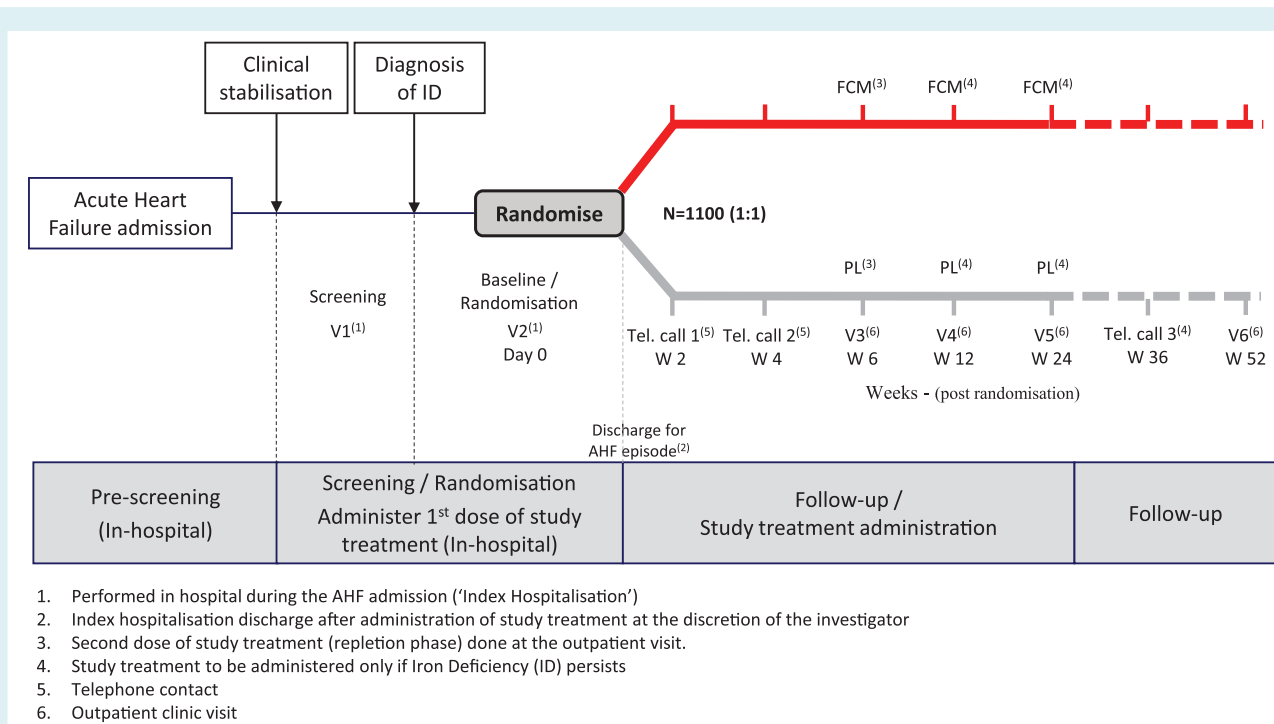 Clinical
stabilisation
Diagnosis
of ID
FCM(3)
FCM(4)
FCM(4)
Acute Heart
Failure admission
Randomise
N=1100 (1:1)
Screening
V1(1)
Baseline /
Randomisation
V2(1)
Day 0
PL(3)
PL(4)
PL(4)
Tel. call 1(5)
W 2
Tel. call 2(5)
W 4
V3(6)
W 6
V4(6)
W 12
V5(6)
W 24
Tel. call 3(4)
W 36
V6(6)
W 52
Weeks - (post randomisation)
Discharge for
AHF episode(2)
Pre-screening
(In-hospital)
Screening / Randomisation
Administer 1st dose of study
treatment (In-hospital)
Follow-up /
Study treatment administration
Follow-up
1. Performed in hospital during the AHF admission (‘Index Hospitalisation’)
2. Index hospitalisation discharge after administration of study treatment at the discretion of the investigator
3. Second dose of study treatment (repletion phase) done at the outpatient visit.
4. Study treatment to be administered only if Iron Deficiency (ID) persists
5. Telephone contact
6. Outpatient clinic visit